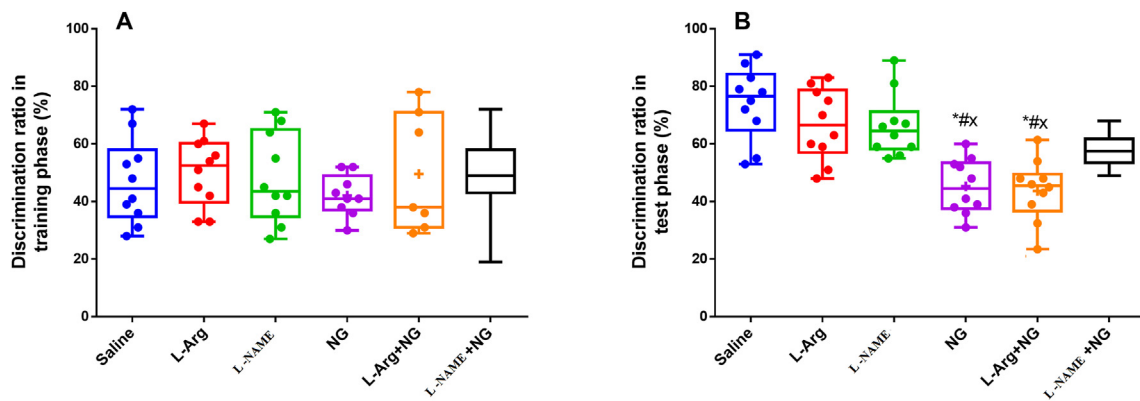 A
Discrimination ratio in
training phase (%)
100
80
60
40
20
0
Saline
L-Arg
L -NAME
NG
L-Arg+NG
L -NAME +NG
B
Discrimination ratio in
test phase (%)
100
80
60
40
20
0
*#x
*#x
Saline
L-Arg
L -NAME
NG
L-Arg+NG
L -NAME +NG